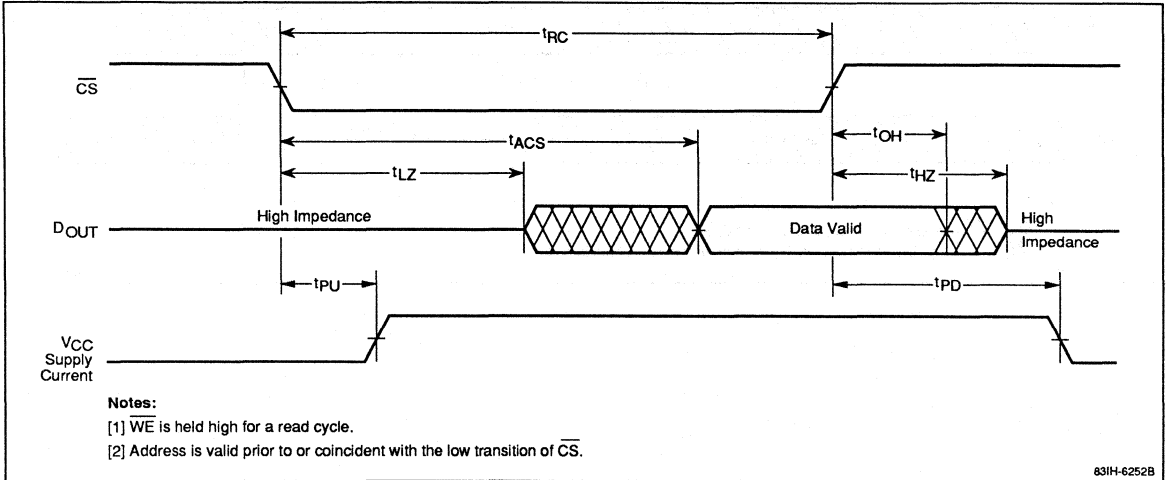 tRC
CS
tACS
tOH
tLZ
tHZ
DOUT
High Impedance
Data Valid
High
Impedance
tPU
tPD
VCC
Supply
Current
Notes:
[1] WE is held high for a read cycle.
[2] Address is valid prior to or coincident with the low transition of CS.
83IH-6252B